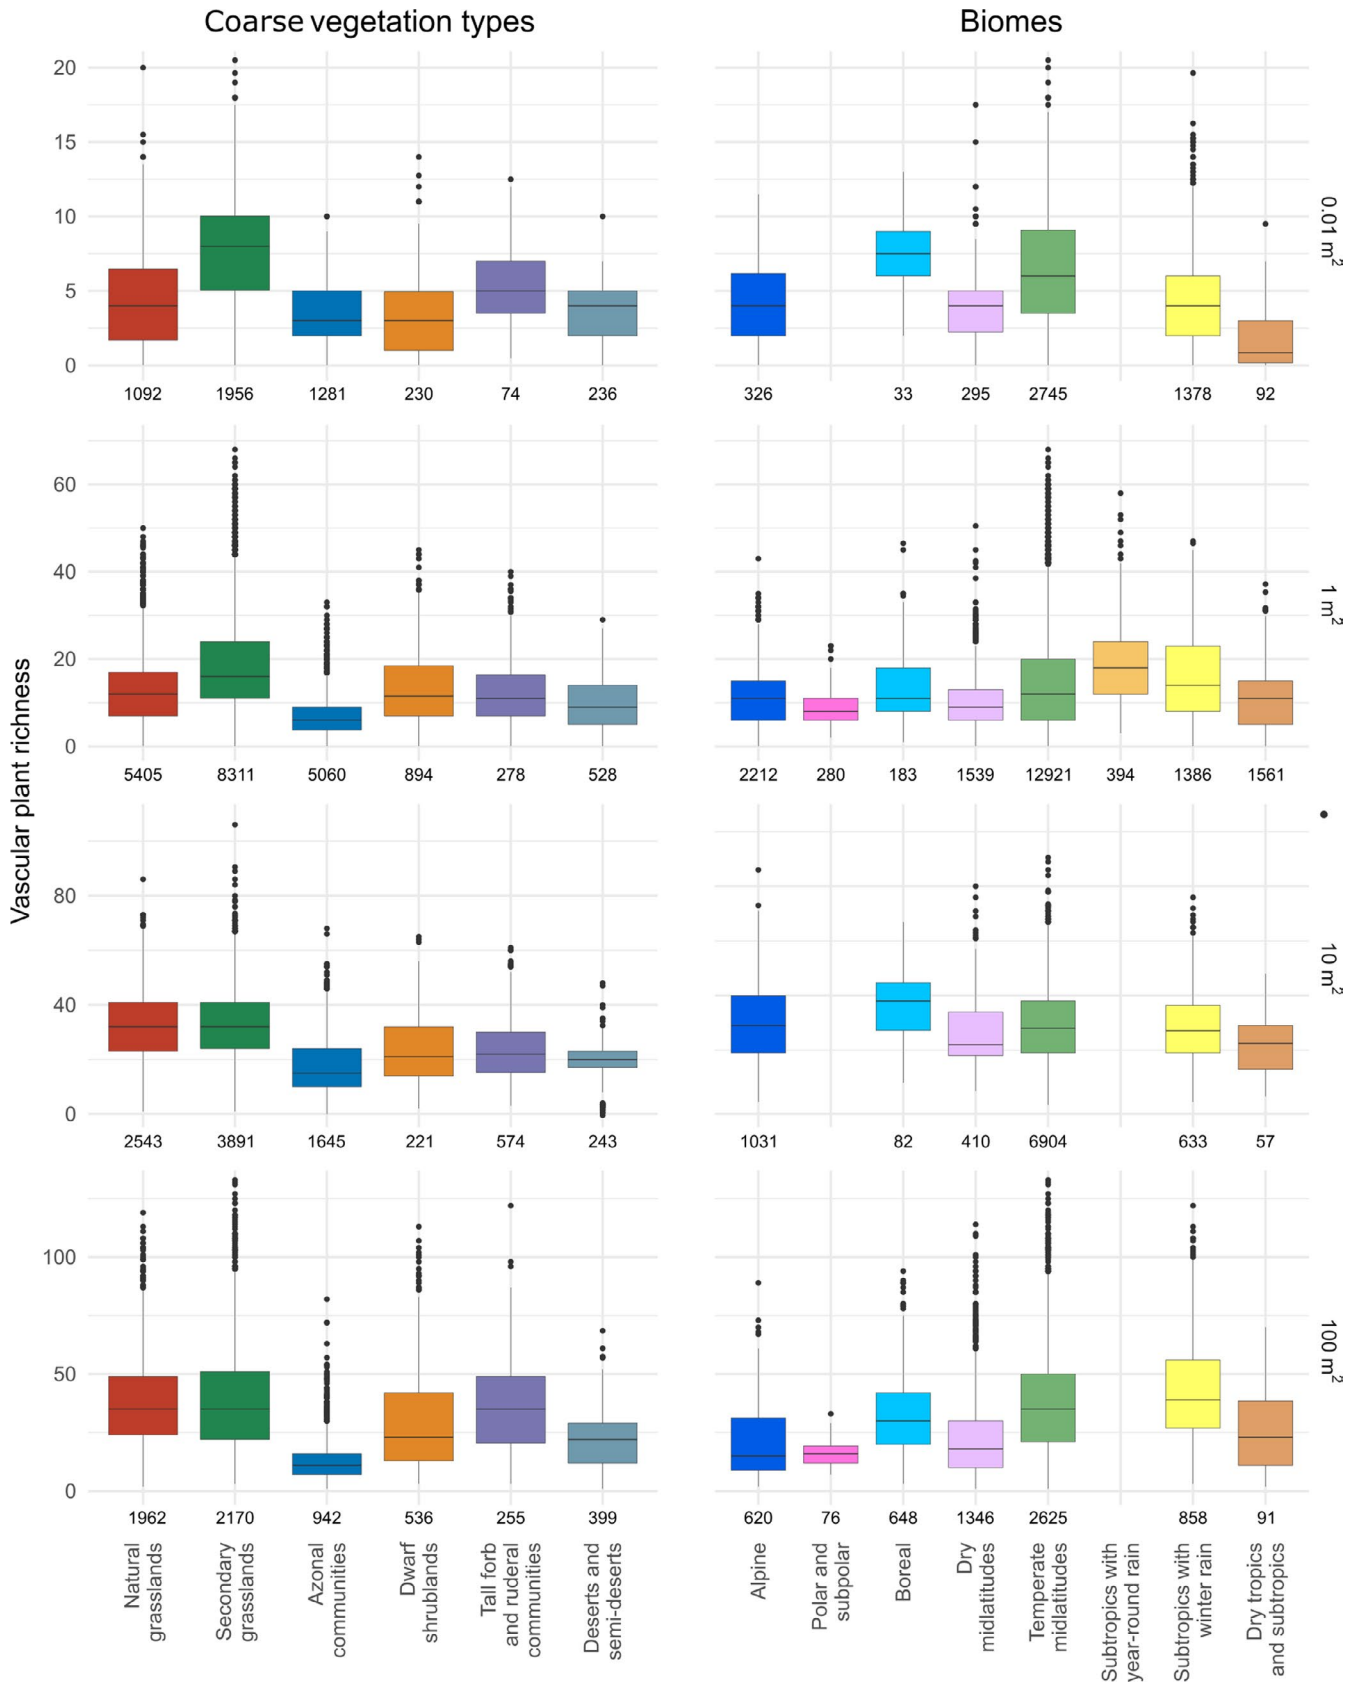 Coarse vegetation types
Biomes
Vascular plant richness
20
15
10
5
0
1092 1956 1281 230 74 236
326 33 295 2745 1378 92
0.01 m²
60
40
20
0
5405 8311 5060 894 278 528
2212 280 183 1539 12921 394 1386 1561
1 m²
80
40
0
2543 3891 1645 221 574 243
1031 82 410 6904 633 57
10 m²
100
50
0
1962 2170 942 536 255 399
620 76 648 1346 2625 858 91
100 m²
Natural
grasslands
Secondary
grasslands
Azonal
communities
Dwarf
shrublands
Tall forb
and ruderal
communities
Deserts and
semi-deserts
Alpine
Polar and
subpolar
Boreal
Dry
midlatitudes
Temperate
midlatitudes
Subtropics with
year-round rain
Subtropics with
winter rain
Dry tropics
and subtropics